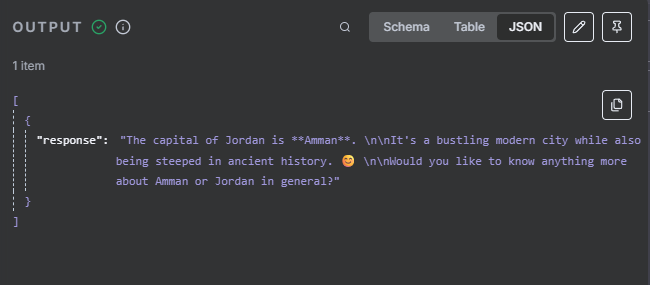 OUTPUT
Schema Table JSON
1 item
[
{
"response": "The capital of Jordan is **Amman**. \n\nIt's a bustling modern city while also
being steeped in ancient history. 😊 \n\nWould you like to know anything more
about Amman or Jordan in general?"
}
]